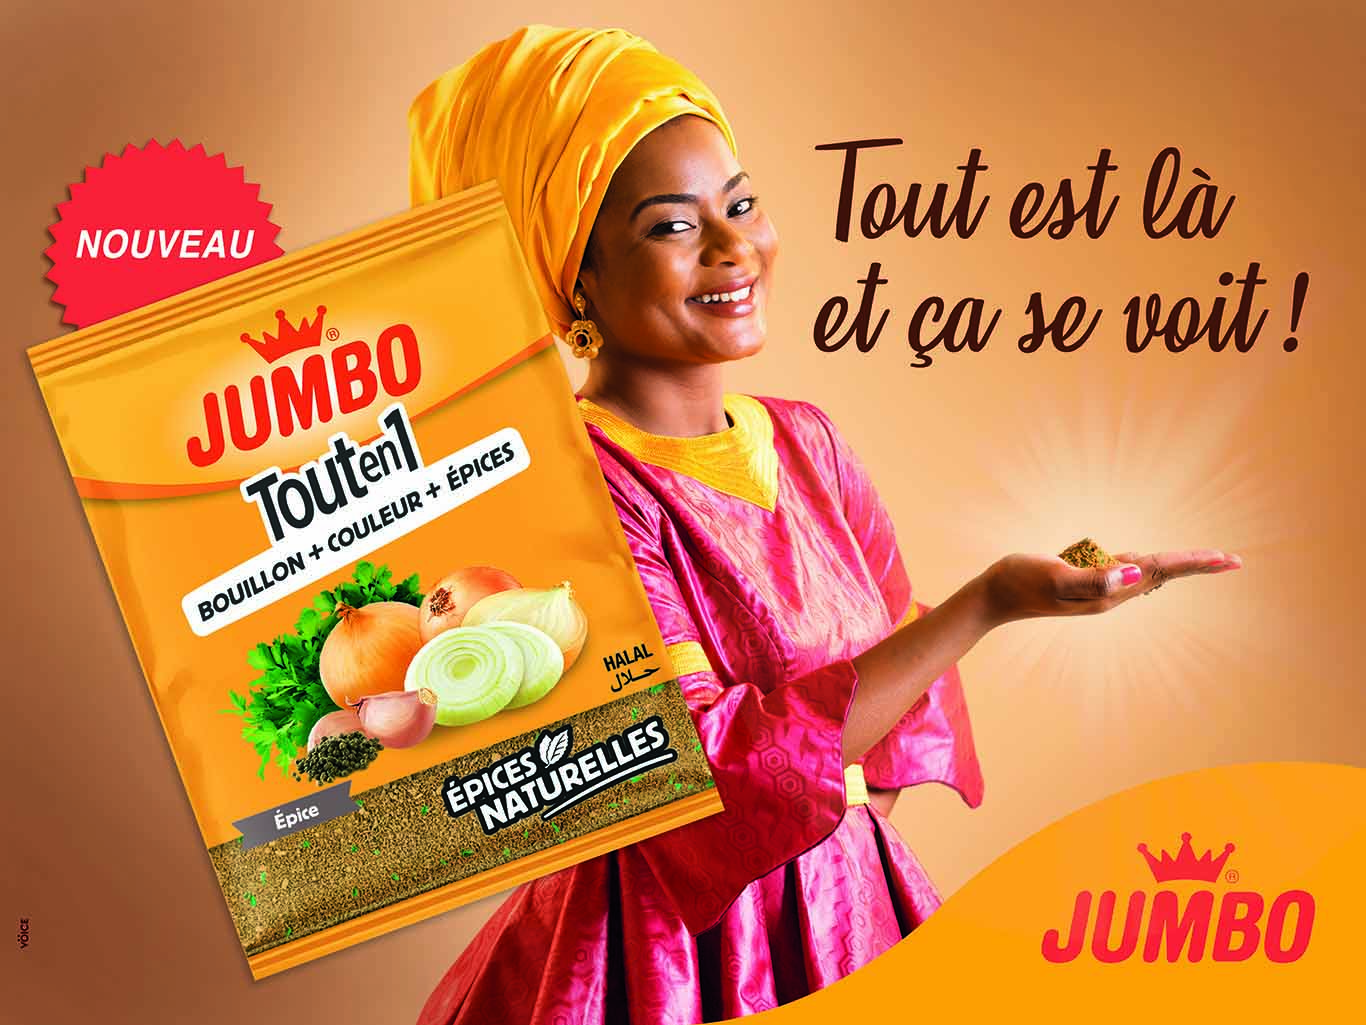 NOUVEAU
JUMBO®
Tout en 1
BOUILLON + COULEUR + ÉPICES
HALAL
حلال
ÉPICES
NATURELLES
Épice
Tout est là
et ça se voit !
JUMBO®
VOICE